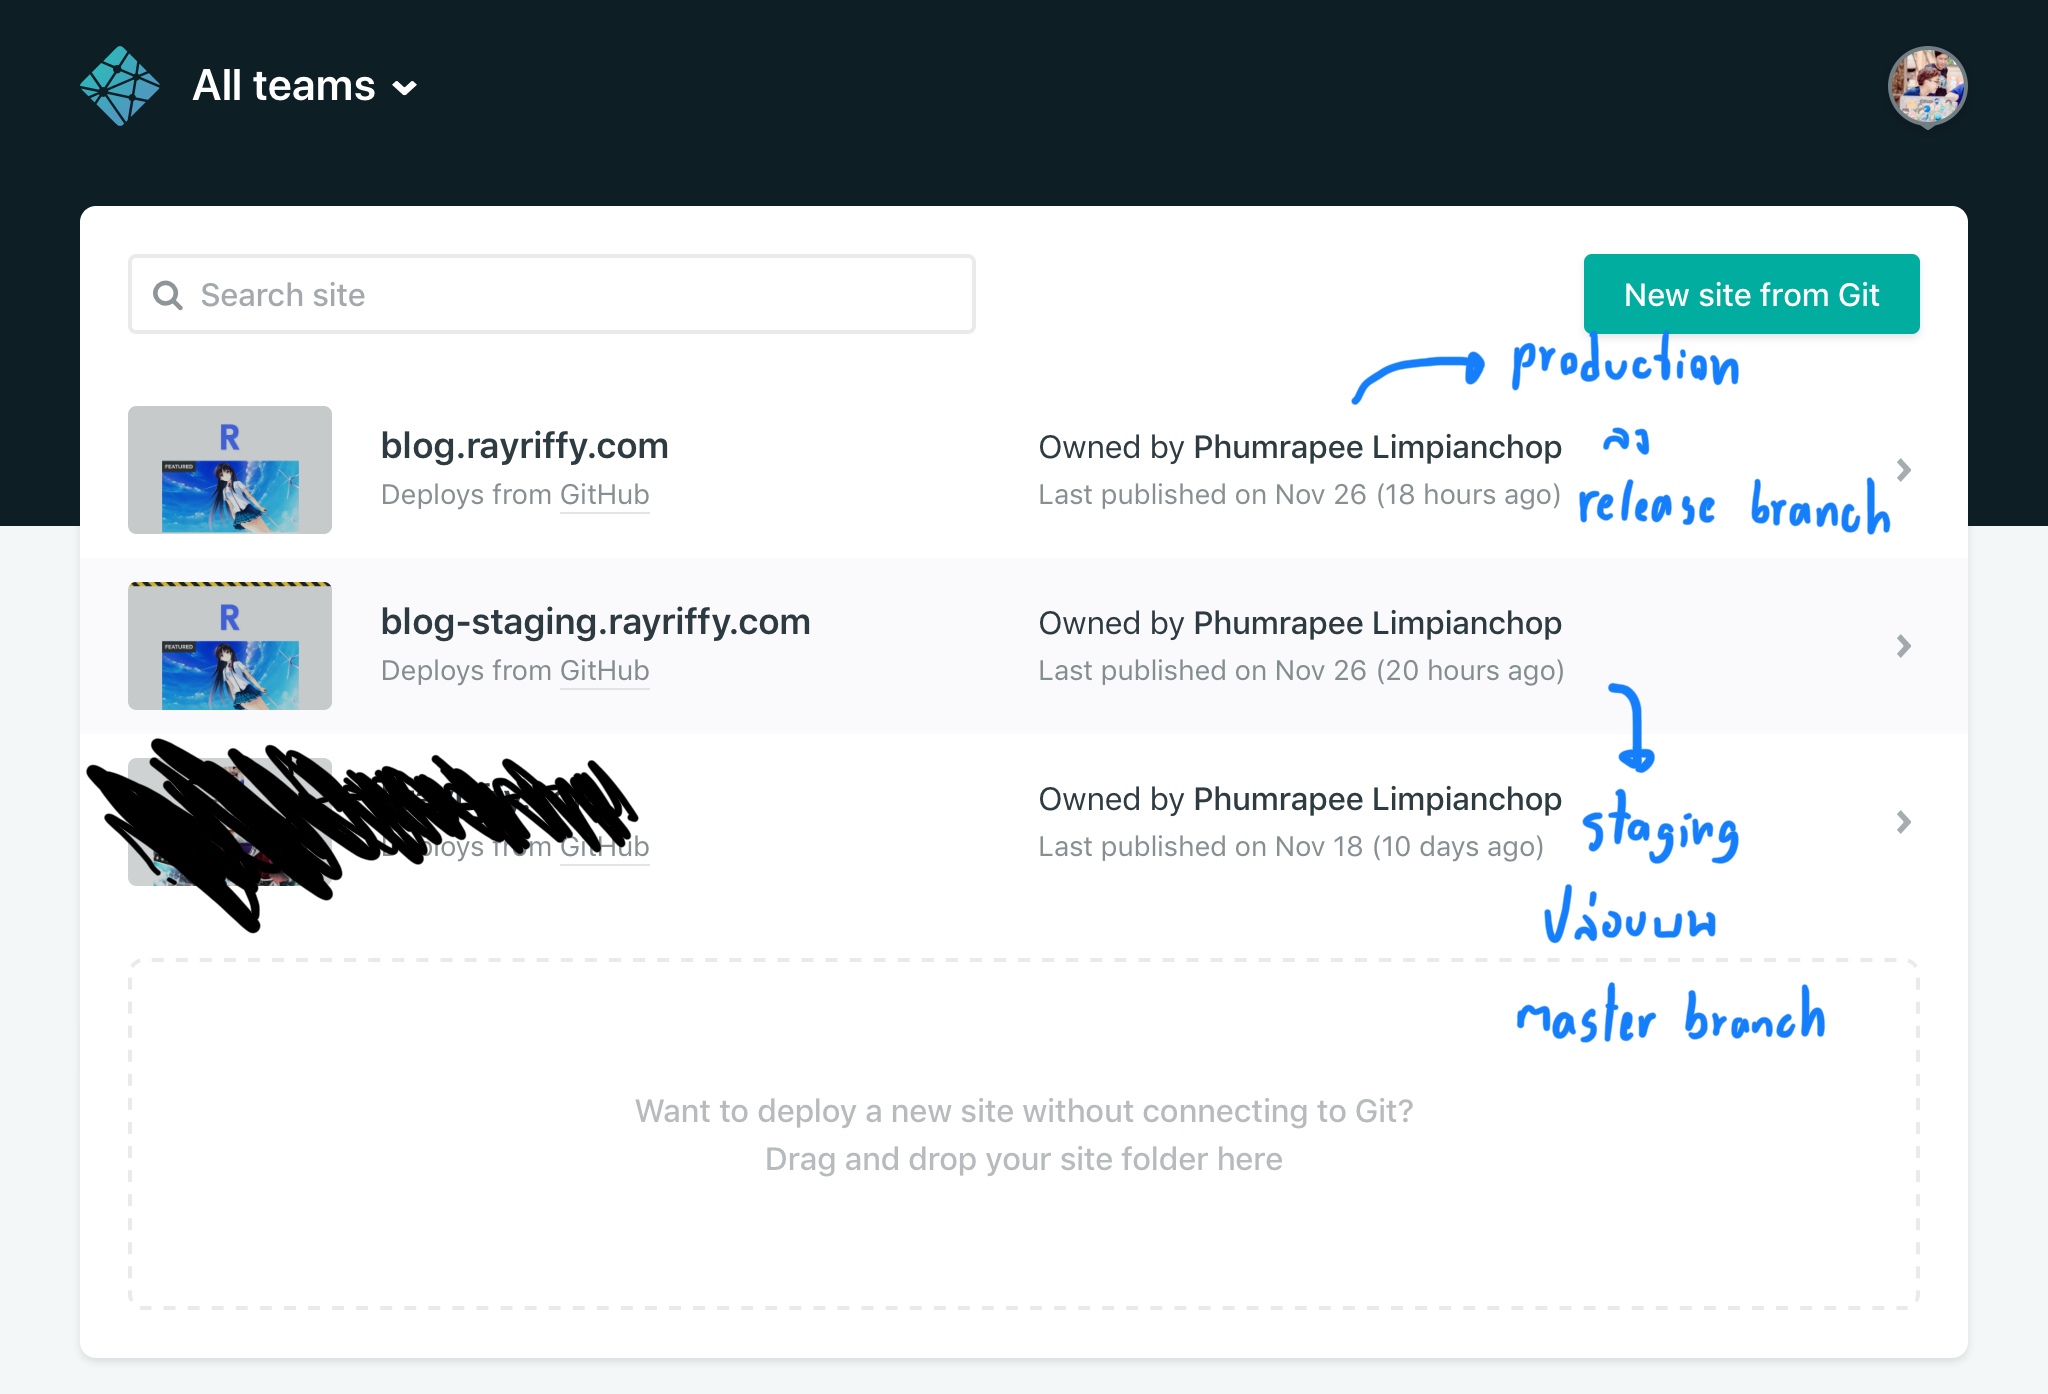 All teams
Search site
New site from Git
production
blog.rayriffy.com
Owned by Phumrapee Limpianchop
ลง
Deploys from GitHub
Last published on Nov 26 (18 hours ago)
release branch
R
FEATURED
blog-staging.rayriffy.com
Owned by Phumrapee Limpianchop
Deploys from GitHub
Last published on Nov 26 (20 hours ago)
R
FEATURED
Owned by Phumrapee Limpianchop
GitHub
Last published on Nov 18 (10 days ago)
staging
ปล่อยบน
master branch
Want to deploy a new site without connecting to Git?
Drag and drop your site folder here